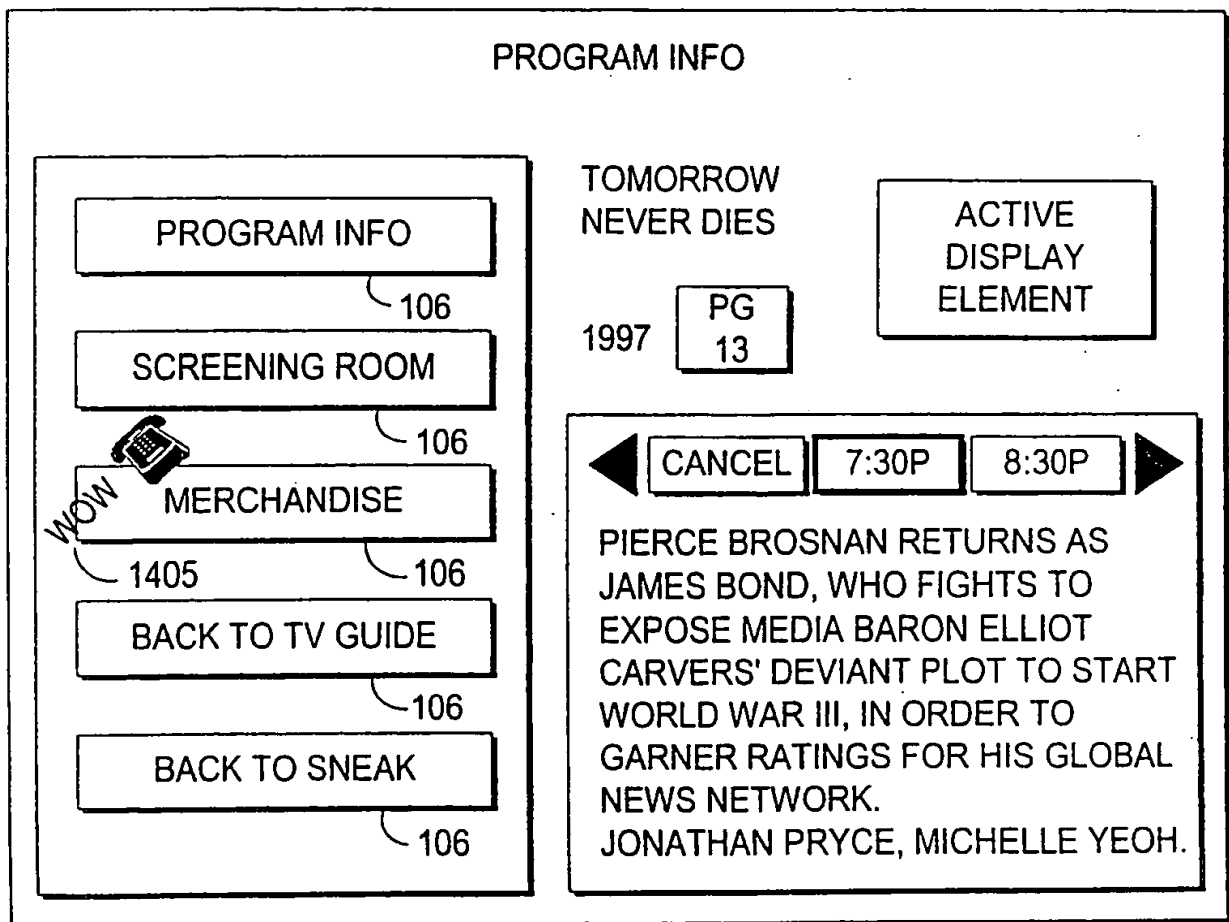 PROGRAM INFO
PROGRAM INFO
106
SCREENING ROOM
106
WOW
MERCHANDISE
1405
106
BACK TO TV GUIDE
106
BACK TO SNEAK
106
TOMORROW
NEVER DIES
1997
PG
13
ACTIVE
DISPLAY
ELEMENT
CANCEL 7:30P 8:30P
PIERCE BROSNAN RETURNS AS
JAMES BOND, WHO FIGHTS TO
EXPOSE MEDIA BARON ELLIOT
CARVERS' DEVIANT PLOT TO START
WORLD WAR III, IN ORDER TO
GARNER RATINGS FOR HIS GLOBAL
NEWS NETWORK.
JONATHAN PRYCE, MICHELLE YEOH.